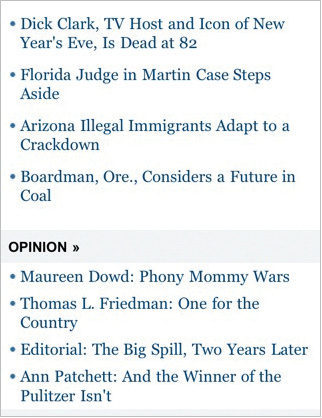 • Dick Clark, TV Host and Icon of New
Year's Eve, Is Dead at 82
• Florida Judge in Martin Case Steps
Aside
• Arizona Illegal Immigrants Adapt to a
Crackdown
• Boardman, Ore., Considers a Future in
Coal
OPINION »
• Maureen Dowd: Phony Mommy Wars
• Thomas L. Friedman: One for the
Country
• Editorial: The Big Spill, Two Years Later
• Ann Patchett: And the Winner of the
Pulitzer Isn't